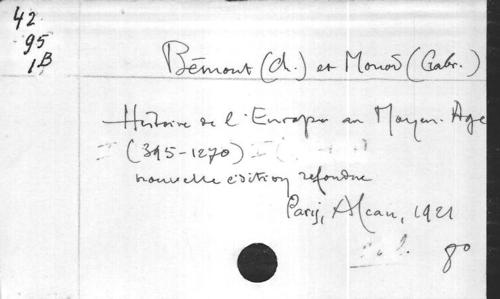 42
95
1B
Bémont (Ch.) et Monod (Gabr.)
Histoire de l'Europe au Moyen-Age
(395-1270)
nouvelle édition refondue
Paris, Alcan, 1921
8°